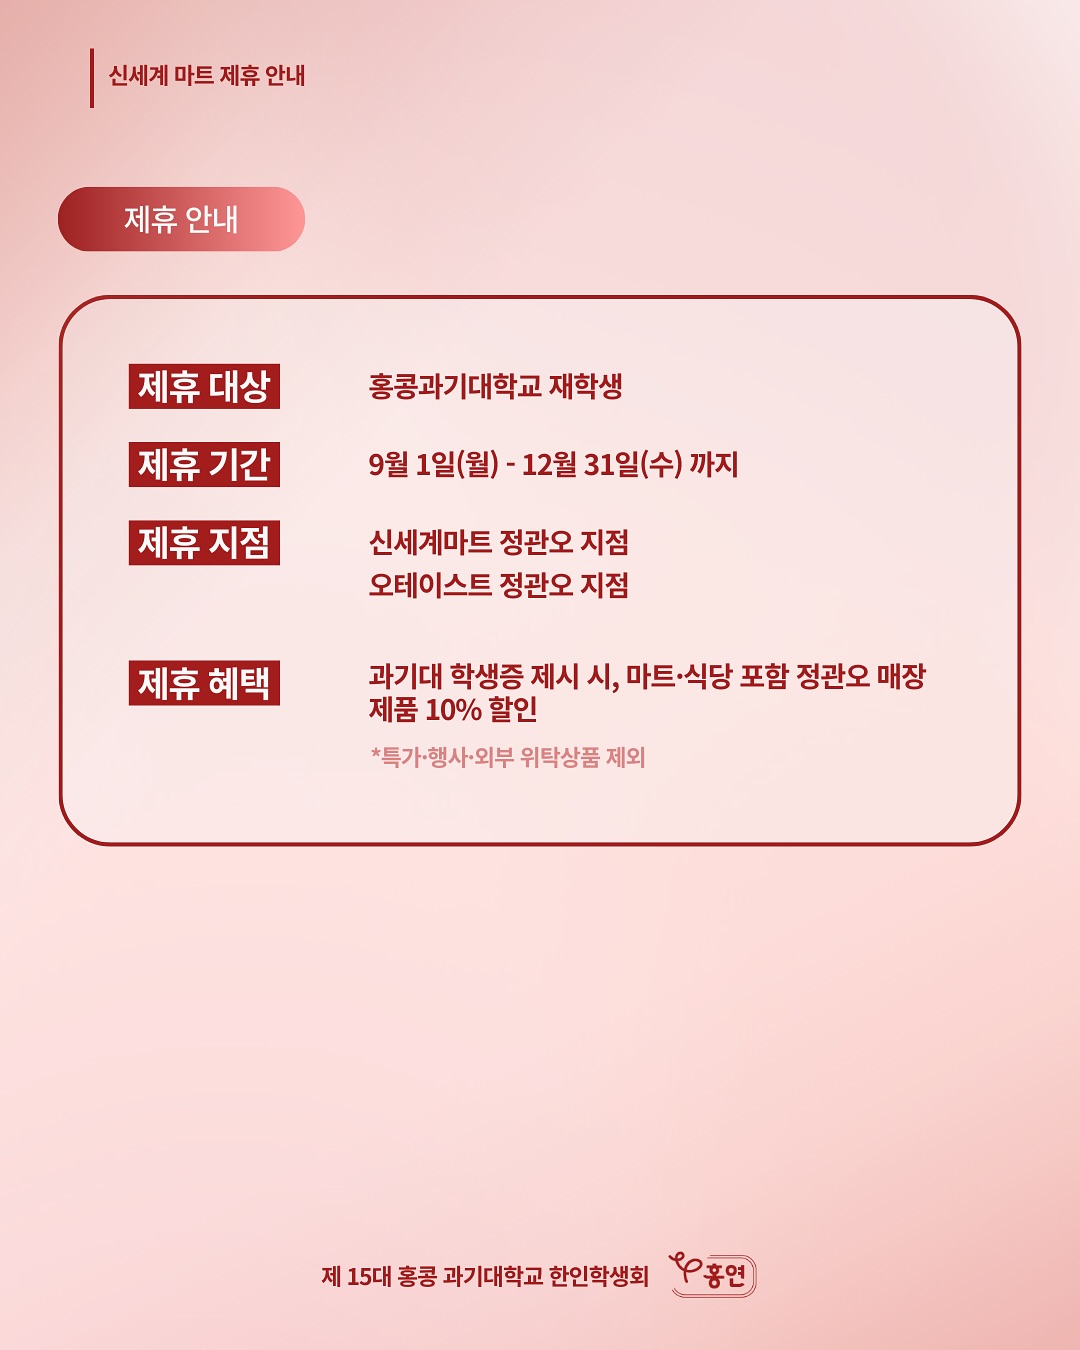 신세계 마트 제휴 안내
제휴 안내
제휴 대상
홍콩과기대학교 재학생
제휴 기간
9월 1일(월) - 12월 31일(수) 까지
제휴 지점
신세계마트 정관오 지점
오테이스트 정관오 지점
제휴 혜택
과기대 학생증 제시 시, 마트·식당 포함 정관오 매장
제품 10% 할인
*특가·행사·외부 위탁상품 제외
제 15대 홍콩 과기대학교 한인학생회
홍연